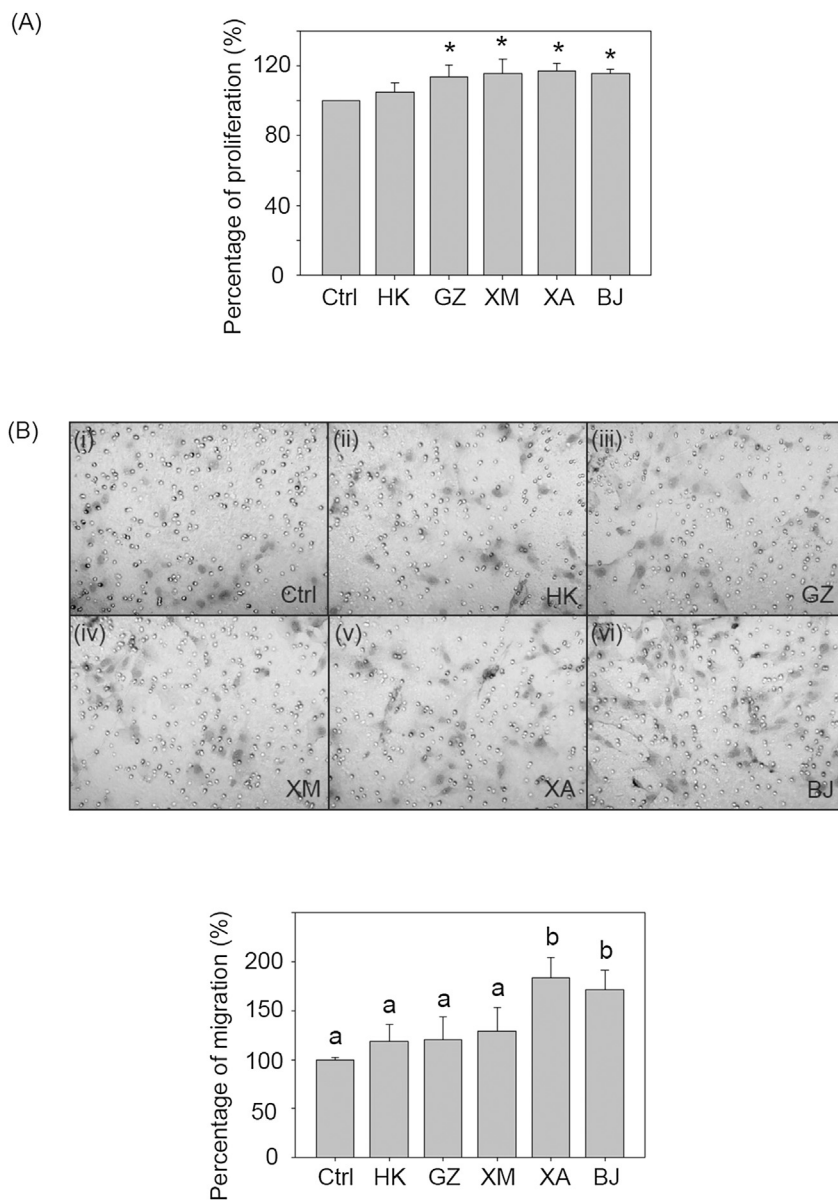 (A)
Percentage of proliferation (%)
120
80
40
0
* * * *
Ctrl HK GZ XM XA BJ
(B)
(i) (ii) (iii)
Ctrl HK GZ
(iv) (v) (vi)
XM XA BJ
Percentage of migration (%)
200
150
100
50
0
a a a a b b
Ctrl HK GZ XM XA BJ